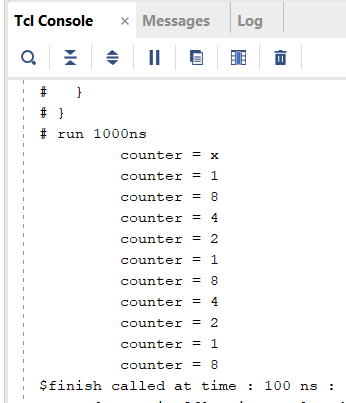 Tcl Console × Messages Log
# }
# }
# run 1000ns
counter = x
counter = 1
counter = 8
counter = 4
counter = 2
counter = 1
counter = 8
counter = 4
counter = 2
counter = 1
counter = 8
$finish called at time : 100 ns :